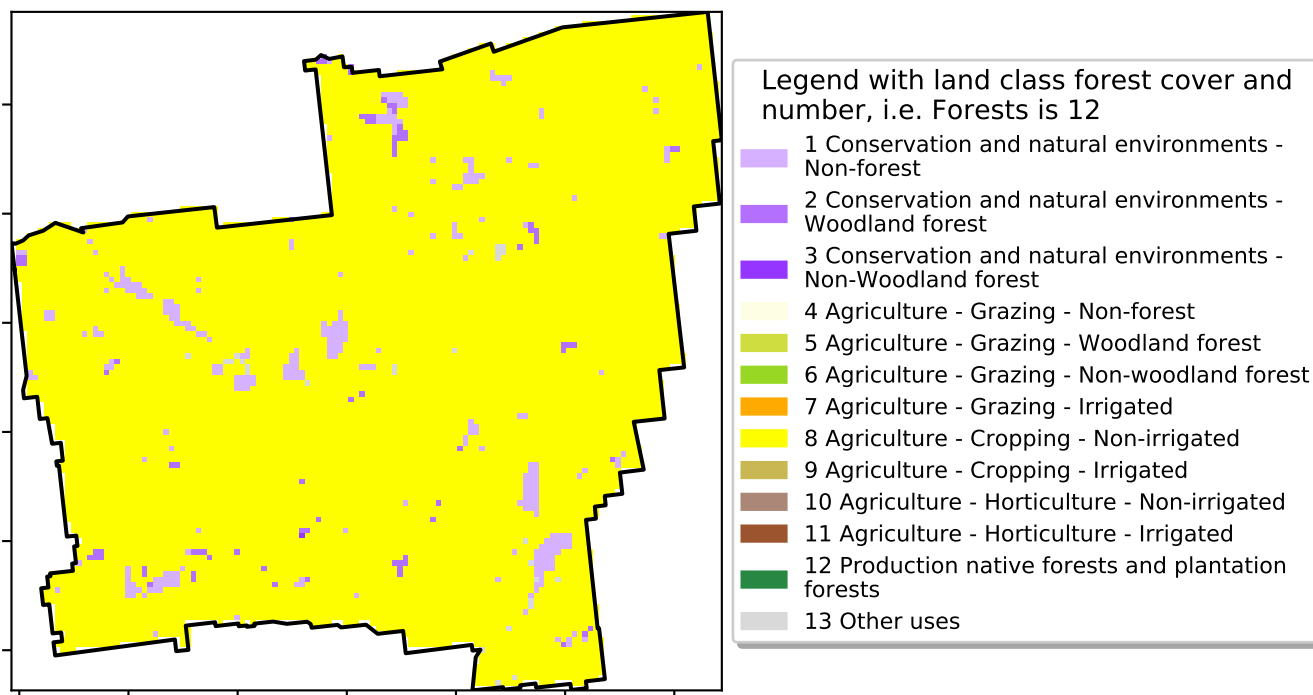 Legend with land class forest cover and
number, i.e. Forests is 12
1 Conservation and natural environments -
Non-forest
2 Conservation and natural environments -
Woodland forest
3 Conservation and natural environments -
Non-Woodland forest
4 Agriculture - Grazing - Non-forest
5 Agriculture - Grazing - Woodland forest
6 Agriculture - Grazing - Non-woodland forest
7 Agriculture - Grazing - Irrigated
8 Agriculture - Cropping - Non-irrigated
9 Agriculture - Cropping - Irrigated
10 Agriculture - Horticulture - Non-irrigated
11 Agriculture - Horticulture - Irrigated
12 Production native forests and plantation
forests
13 Other uses